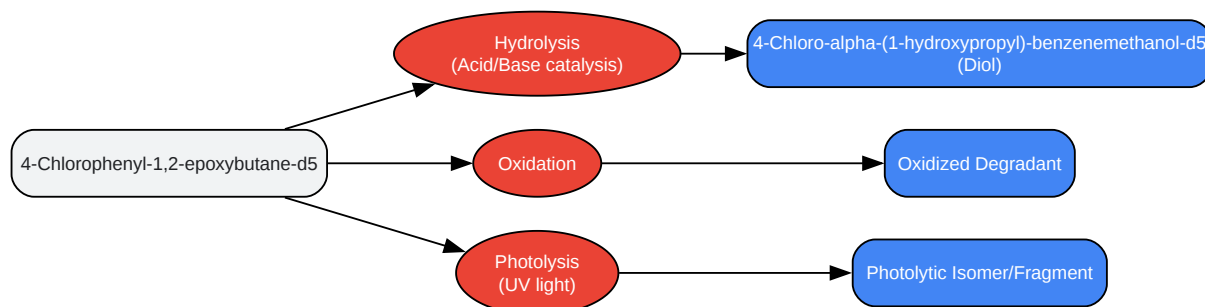 Hydrolysis
(Acid/Base catalysis)
4-Chloro-alpha-(1-hydroxypropyl)-benzenemethanol-d5
(Diol)
4-Chlorophenyl-1,2-epoxybutane-d5
Oxidation
Oxidized Degradant
Photolysis
(UV light)
Photolytic Isomer/Fragment